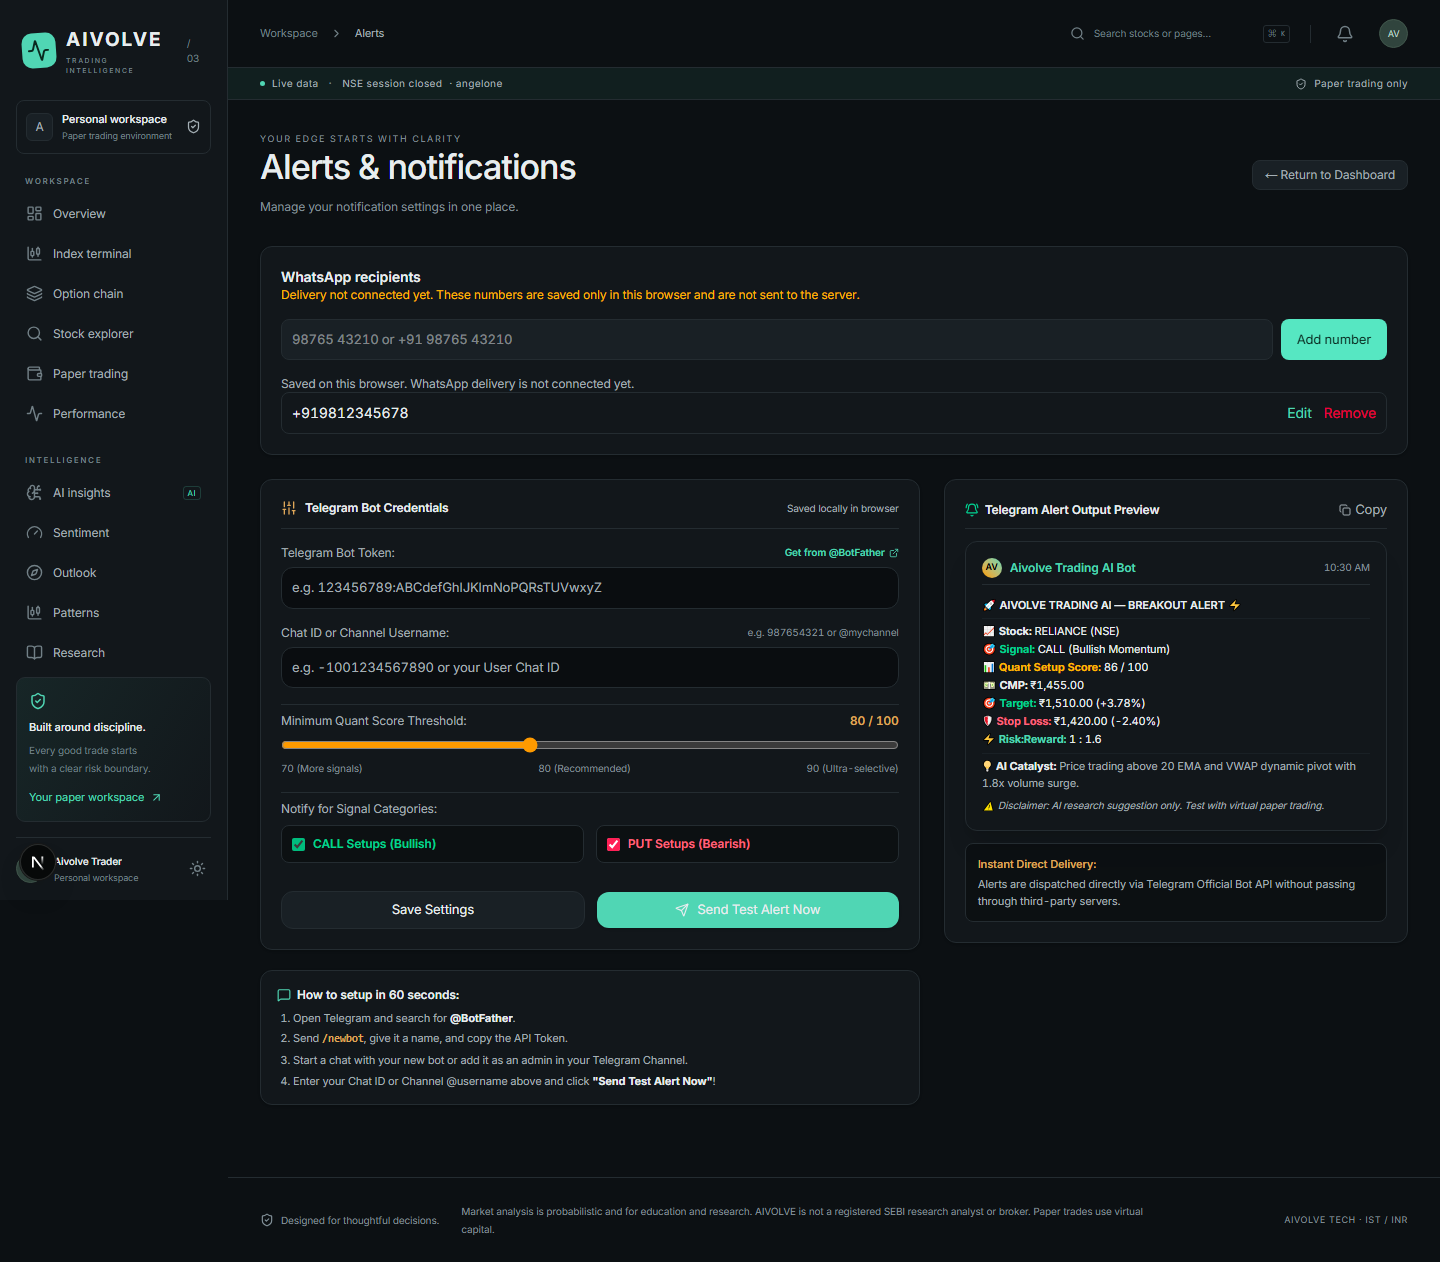 AIVOLVE
TRADING
INTELLIGENCE
/
03
A
Personal workspace
Paper trading environment
WORKSPACE
Overview
Index terminal
Option chain
Stock explorer
Paper trading
Performance
INTELLIGENCE
AI insights
AI
Sentiment
Outlook
Patterns
Research
Built around discipline.
Every good trade starts
with a clear risk boundary.
Your paper workspace
N
Aivolve Trader
Personal workspace
Workspace > Alerts
Search stocks or pages...
⌘ K
AV
Live data · NSE session closed · angelone
Paper trading only
YOUR EDGE STARTS WITH CLARITY
Alerts & notifications
Manage your notification settings in one place.
← Return to Dashboard
WhatsApp recipients
Delivery not connected yet. These numbers are saved only in this browser and are not sent to the server.
98765 43210 or +91 98765 43210
Add number
Saved on this browser. WhatsApp delivery is not connected yet.
+919812345678
Edit Remove
Telegram Bot Credentials
Saved locally in browser
Telegram Bot Token:
Get from @BotFather
e.g. 123456789:ABCdefGhIJKlmNoPQRsTUVwxyZ
Chat ID or Channel Username:
e.g. 987654321 or @mychannel
e.g. -1001234567890 or your User Chat ID
Minimum Quant Score Threshold:
80 / 100
70 (More signals)
80 (Recommended)
90 (Ultra-selective)
Notify for Signal Categories:
CALL Setups (Bullish)
PUT Setups (Bearish)
Save Settings
Send Test Alert Now
How to setup in 60 seconds:
1. Open Telegram and search for @BotFather.
2. Send /newbot, give it a name, and copy the API Token.
3. Start a chat with your new bot or add it as an admin in your Telegram Channel.
4. Enter your Chat ID or Channel @username above and click "Send Test Alert Now"!
Telegram Alert Output Preview
Copy
AV
Aivolve Trading AI Bot
10:30 AM
🚀 AIVOLVE TRADING AI — BREAKOUT ALERT ⚡
📈 Stock: RELIANCE (NSE)
🎯 Signal: CALL (Bullish Momentum)
📊 Quant Setup Score: 86 / 100
💵 CMP: ₹1,455.00
🎯 Target: ₹1,510.00 (+3.78%)
🛡️ Stop Loss: ₹1,420.00 (-2.40%)
⚡ Risk:Reward: 1 : 1.6
💡 AI Catalyst: Price trading above 20 EMA and VWAP dynamic pivot with
1.8x volume surge.
⚠️ Disclaimer: AI research suggestion only. Test with virtual paper trading.
Instant Direct Delivery:
Alerts are dispatched directly via Telegram Official Bot API without passing
through third-party servers.
Designed for thoughtful decisions.
Market analysis is probabilistic and for education and research. AIVOLVE is not a registered SEBI research analyst or broker. Paper trades use virtual
capital.
AIVOLVE TECH · IST / INR